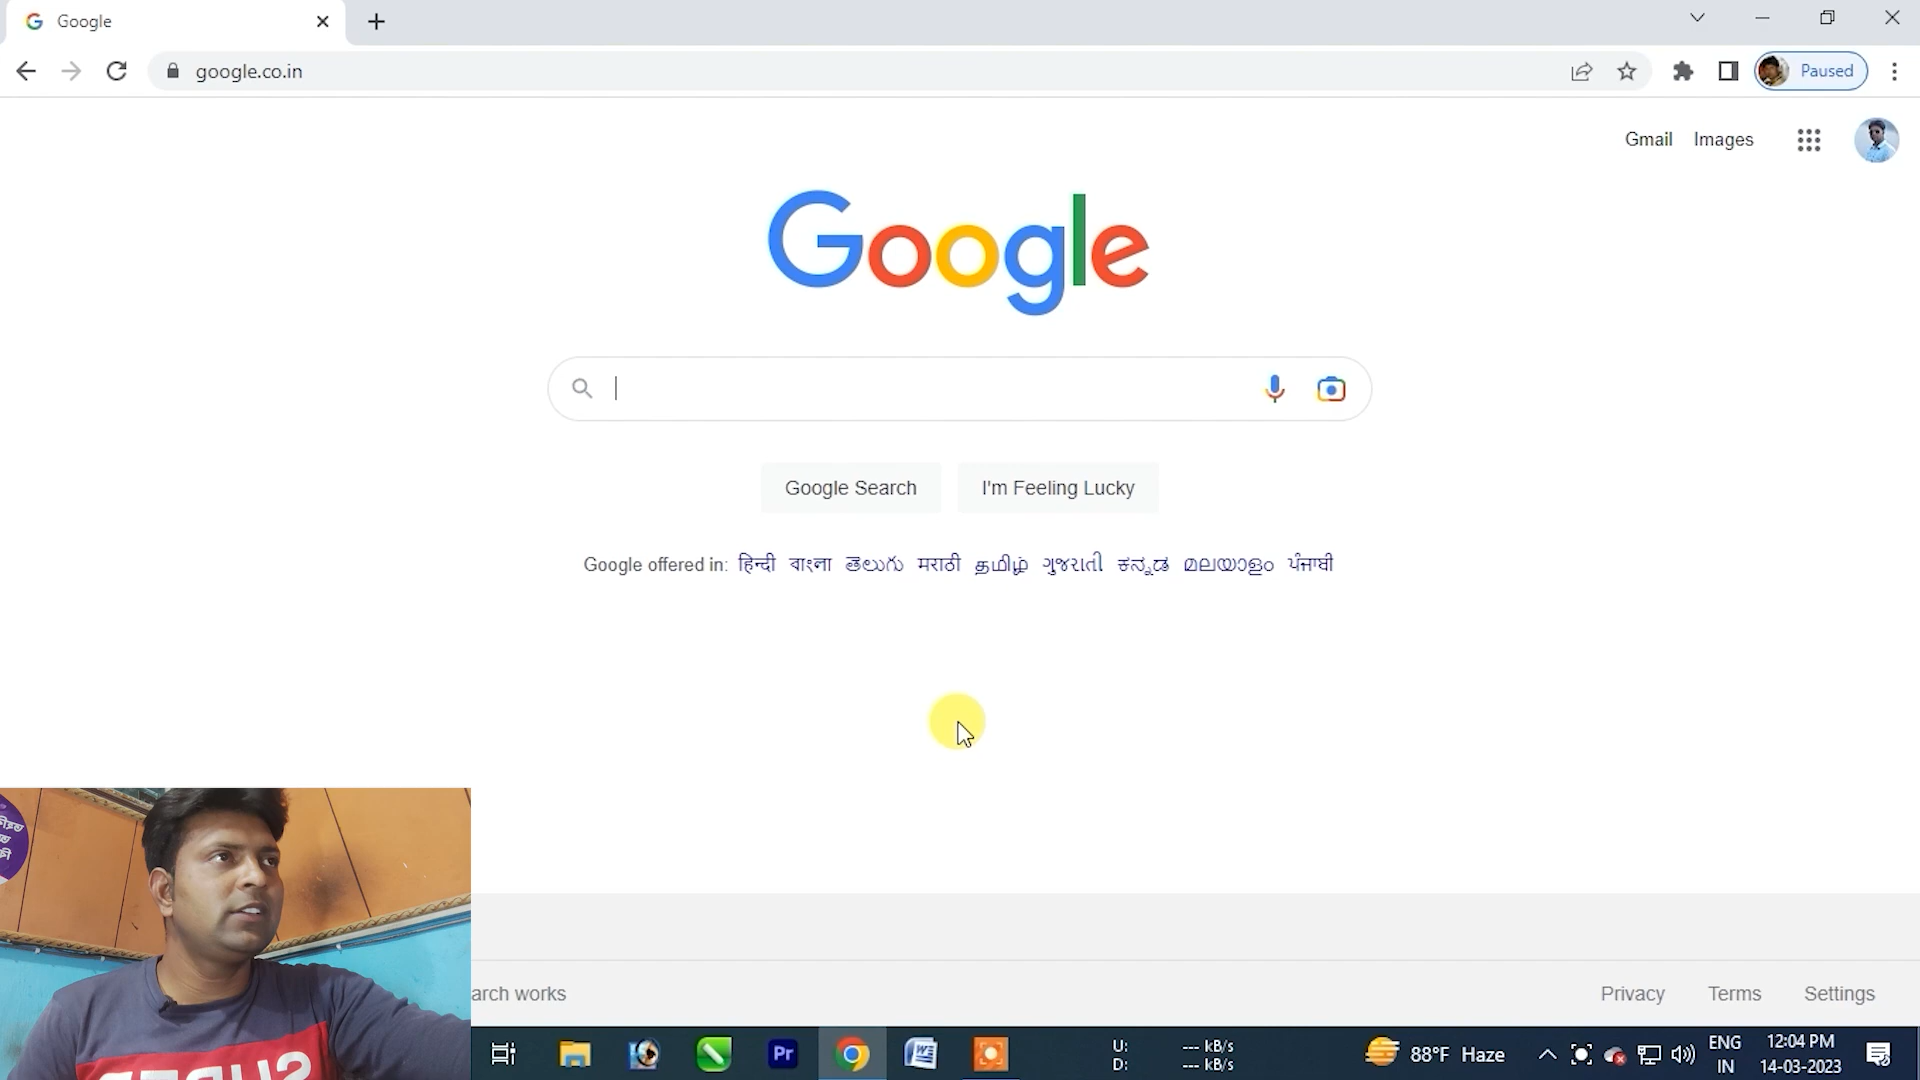 Google
google.co.in
Paused
Gmail Images
Google
Google Search I'm Feeling Lucky
Google offered in: हिन्दी বাংলা తెలుగు मराठी தமிழ் ગુજરાતી ಕನ್ನಡ മലയാളം ਪੰਜਾਬੀ
arch works
Privacy Terms Settings
Pr
U: --- kB/s
D: --- kB/s
88°F Haze
ENG
IN
12:04 PM
14-03-2023